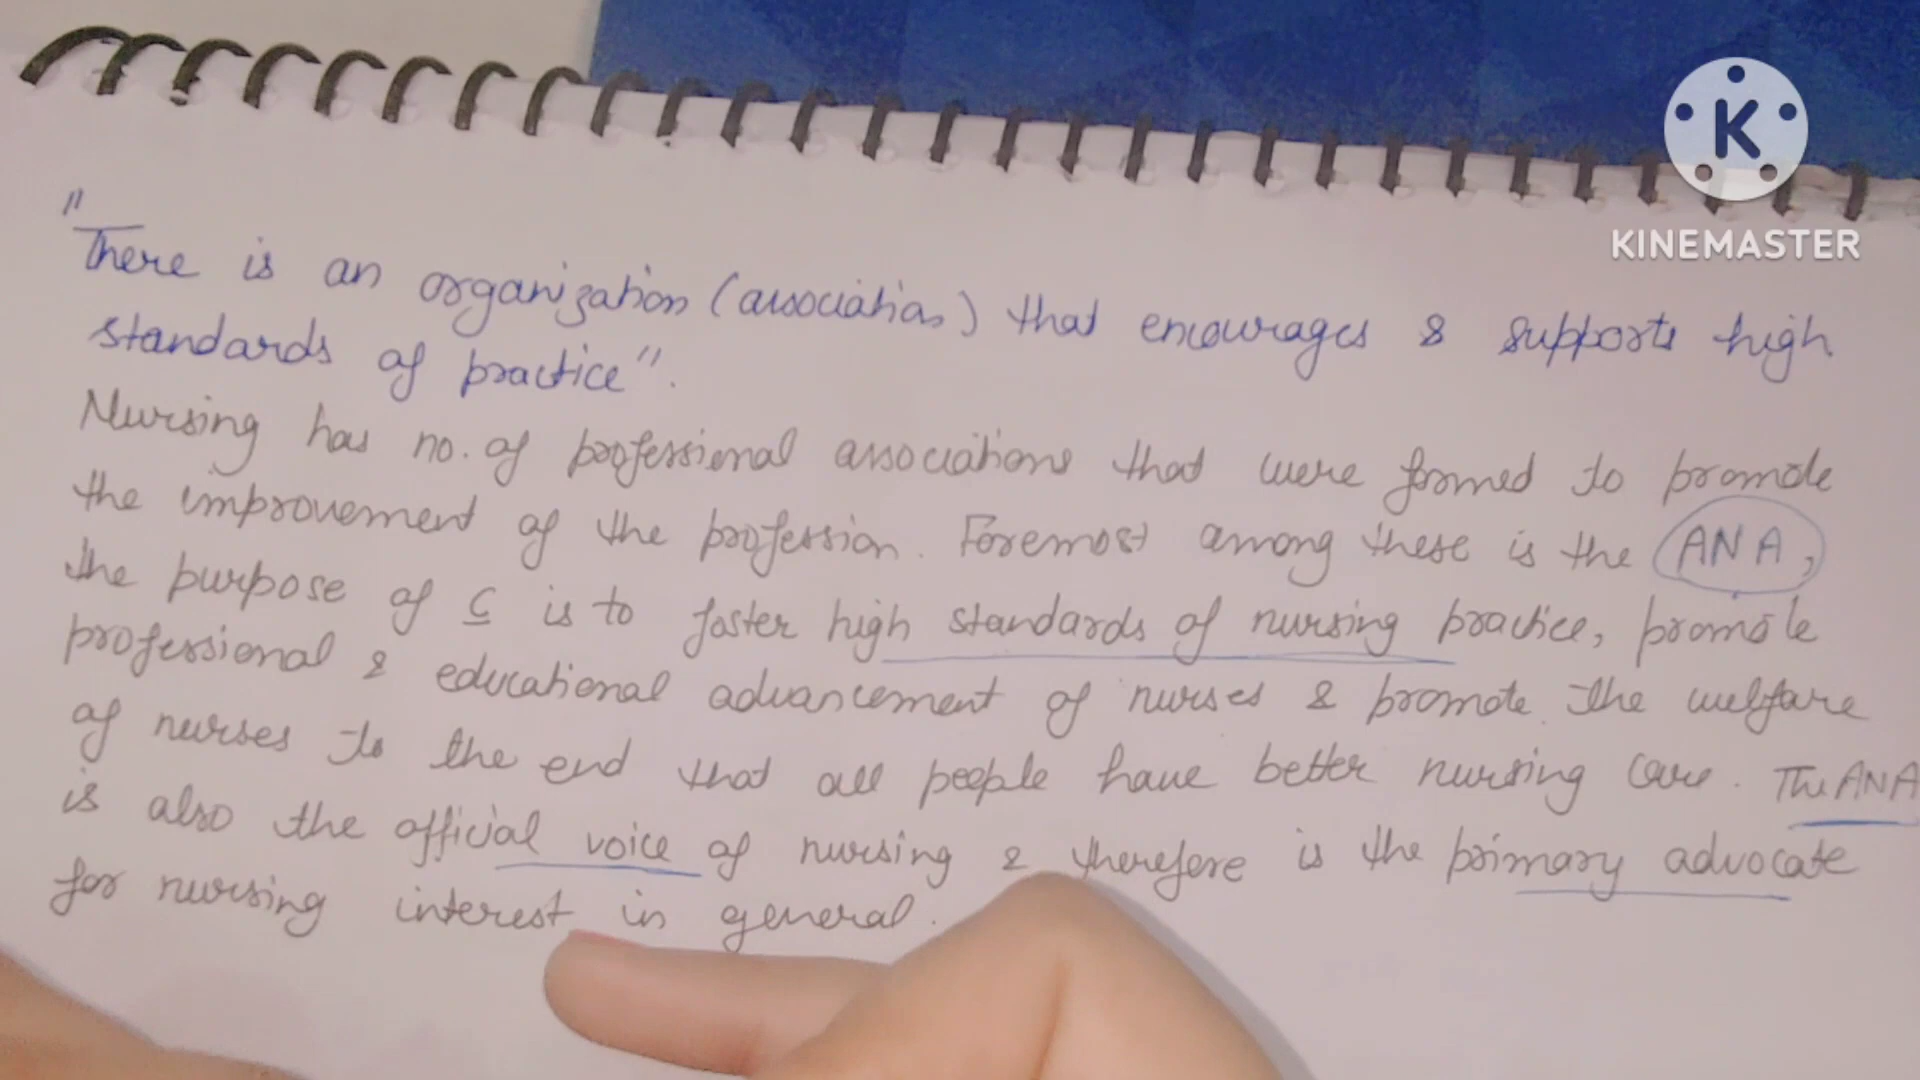 "There is an organization (association) that encourages & supports high
standards of practice".
Nursing has no. of professional associations that were formed to promote
the improvement of the profession. Foremost among these is the ANA,
the purpose of C is to foster high standards of nursing practice, promote
professional & educational advancement of nurses & promote the welfare
of nurses to the end that all people have better nursing care. The ANA
is also the official voice of nursing & therefore is the primary advocate
for nursing interest in general.
KINEMASTER